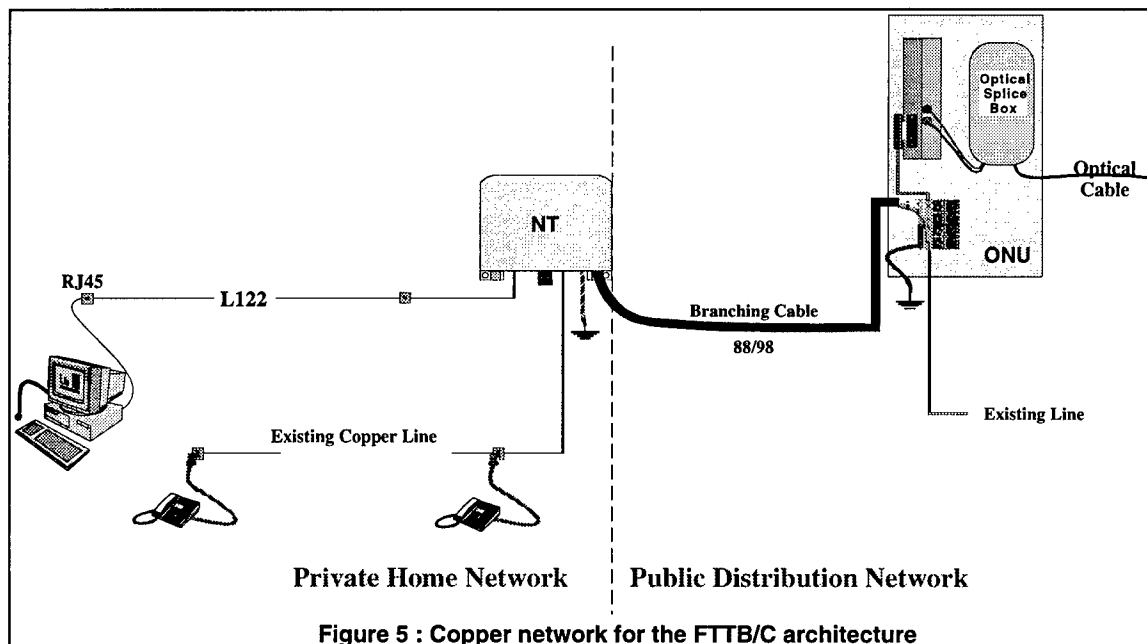 Optical
Splice
Box
Optical
Cable
NT
ONU
RJ45
L122
Branching Cable
88/98
Existing Line
Existing Copper Line
Private Home Network
Public Distribution Network
Figure 5 : Copper network for the FTTB/C architecture